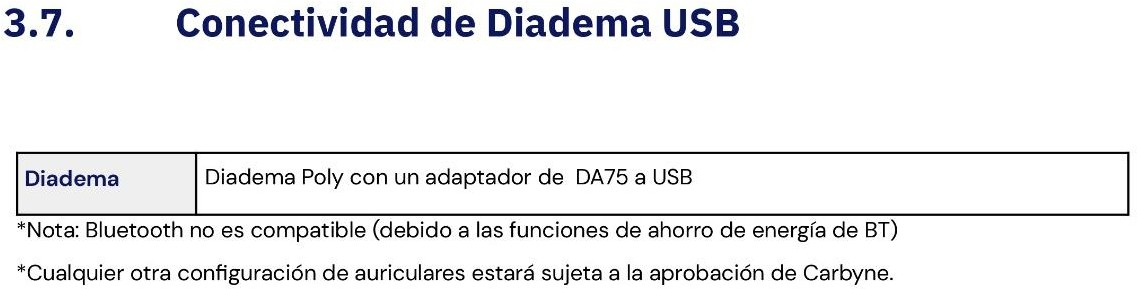 3.7. Conectividad de Diadema USB
Diadema Diadema Poly con un adaptador de DA75 a USB
*Nota: Bluetooth no es compatible (debido a las funciones de ahorro de energía de BT)
*Cualquier otra configuración de auriculares estará sujeta a la aprobación de Carbyne.